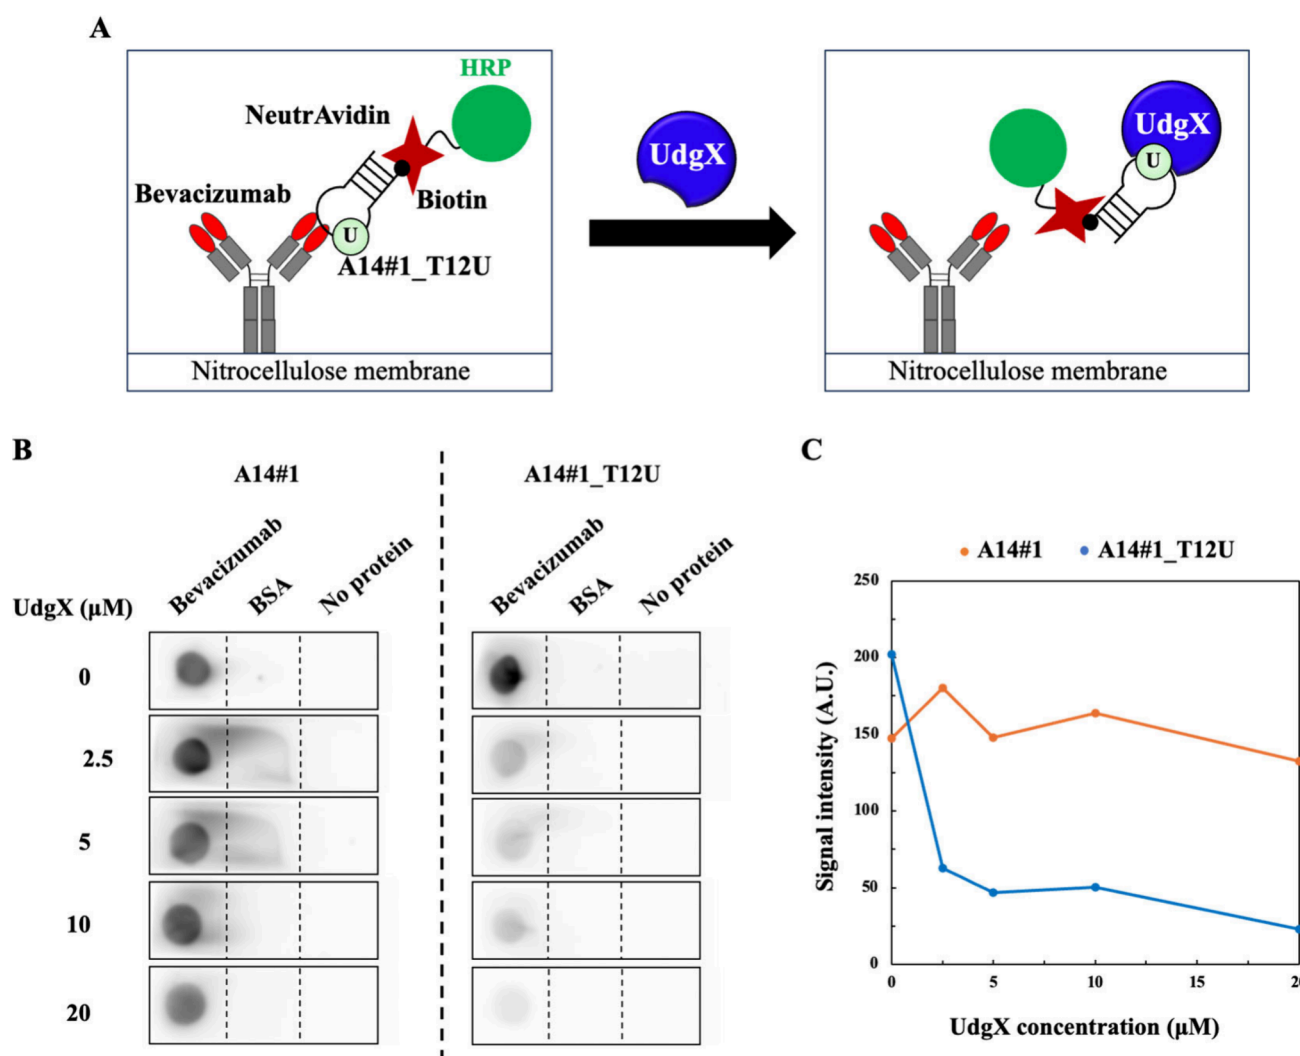 A
HRP
NeutrAvidin
UdgX
UdgX
U
Bevacizumab
Biotin
U
A14#1_T12U
Nitrocellulose membrane
Nitrocellulose membrane
B
C
A14#1
A14#1_T12U
Bevacizumab
BSA
No protein
Bevacizumab
BSA
No protein
UdgX (μM)
0
2.5
5
10
20
A14#1
A14#1_T12U
250
200
150
100
50
0
Signal intensity (A.U.)
0
5
10
15
20
UdgX concentration (μM)